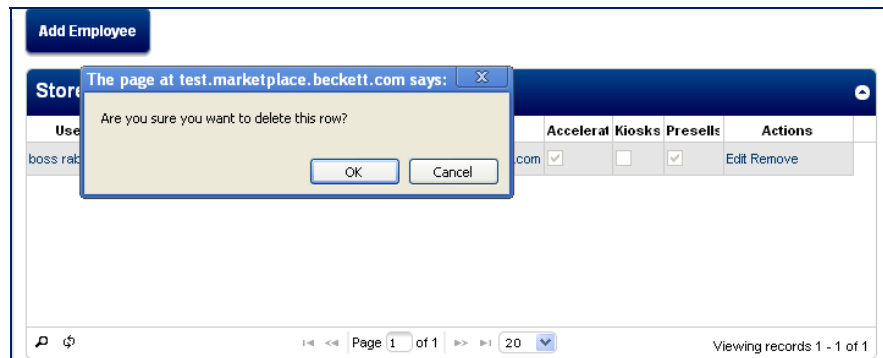 Add Employee
The page at test.marketplace.beckett.com says: X
Store
Are you sure you want to delete this row?
OK Cancel
Use Accelerat Kiosks Presells Actions
boss rab .com Edit Remove
Page 1 of 1 20 Viewing records 1 - 1 of 1